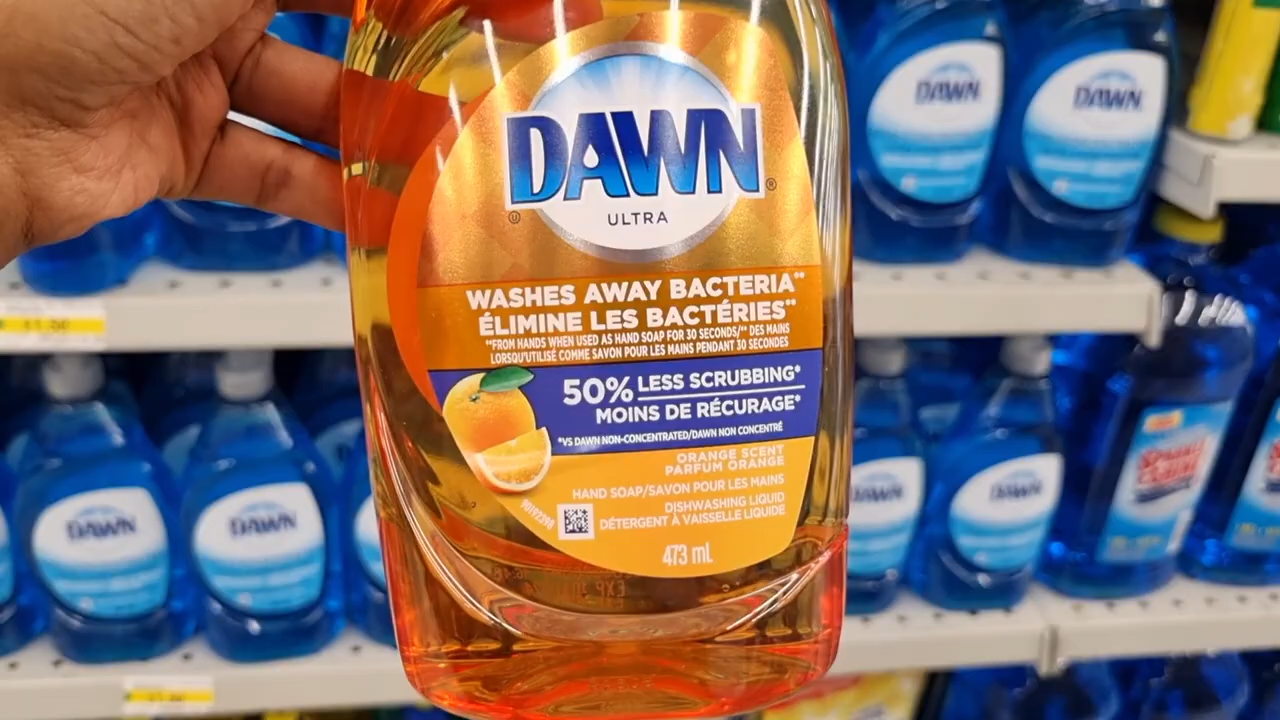 DAWN
ULTRA
WASHES AWAY BACTERIA**
ÉLIMINE LES BACTÉRIES**
**FROM HANDS WHEN USED AS HAND SOAP FOR 30 SECONDS/** DES MAINS
LORSQU'UTILISÉ COMME SAVON POUR LES MAINS PENDANT 30 SECONDES
50% LESS SCRUBBING*
MOINS DE RÉCURAGE*
*VS DAWN NON-CONCENTRATED/DAWN NON CONCENTRÉ
ORANGE SCENT
PARFUM ORANGE
HAND SOAP/SAVON POUR LES MAINS
DISHWASHING LIQUID
DÉTERGENT À VAISSELLE LIQUIDE
90192298
473 mL
DAWN
DAWN
DAWN
DAWN
DAWN
DAWN